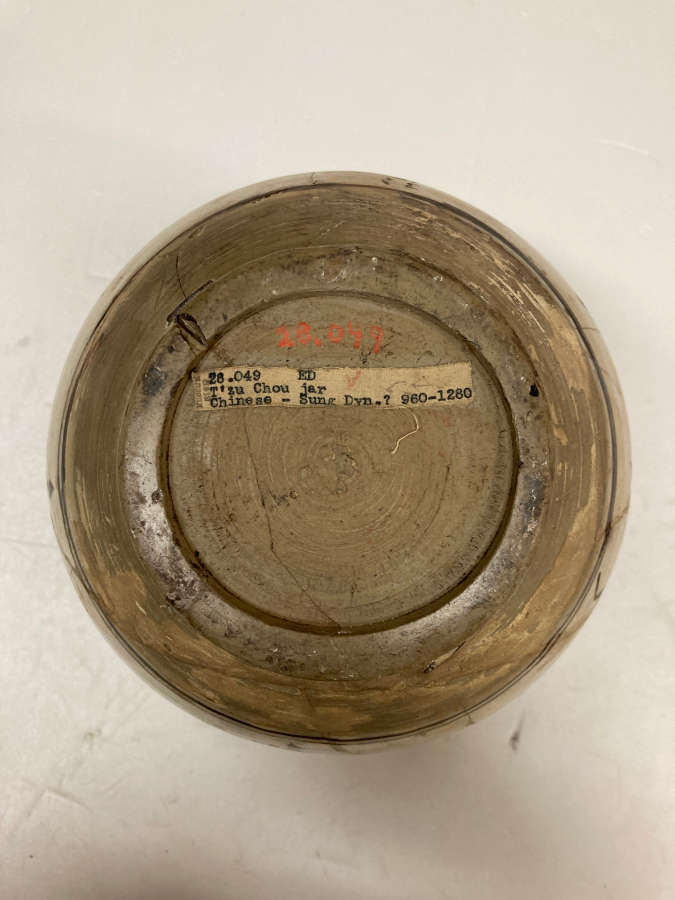 28.049
28.049 ED
T'zu Chou jar
Chinese - Sung Dyn.? 960-1280